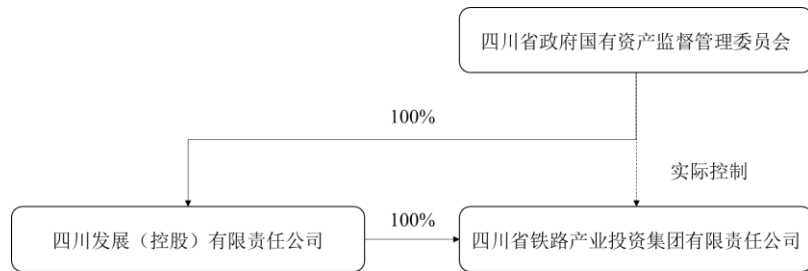 四川省政府国有资产监督管理委员会
100%
实际控制
四川发展（控股）有限责任公司
100%
四川省铁路产业投资集团有限责任公司